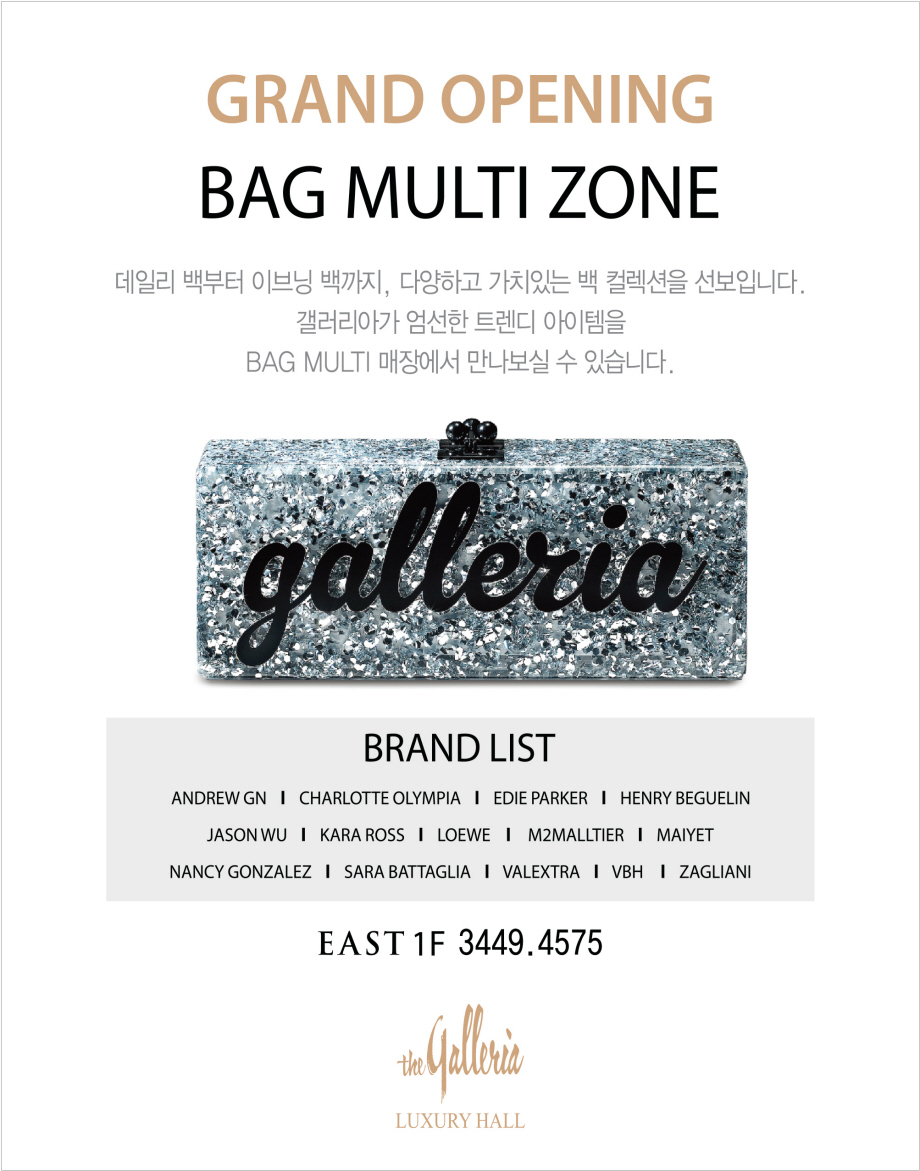 GRAND OPENING
BAG MULTI ZONE
데일리 백부터 이브닝 백까지, 다양하고 가치있는 백 컬렉션을 선보입니다.
갤러리아가 엄선한 트렌디 아이템을
BAG MULTI 매장에서 만나보실 수 있습니다.
galleria
BRAND LIST
ANDREW GN I CHARLOTTE OLYMPIA I EDIE PARKER I HENRY BEGUELIN
JASON WU I KARA ROSS I LOEWE I M2MALLTIER I MAIYET
NANCY GONZALEZ I SARA BATTAGLIA I VALEXTRA I VBH I ZAGLIANI
EAST 1F 3449.4575
the Galleria
LUXURY HALL